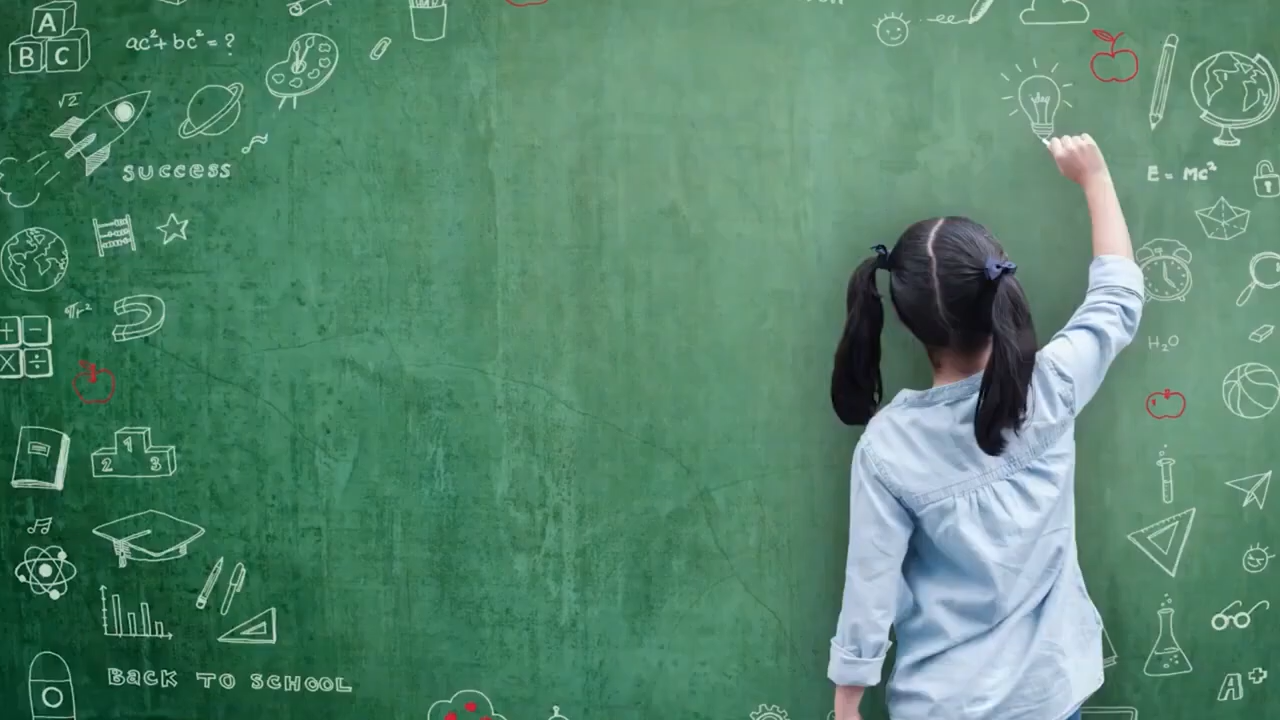 A
B C
ac²+bc²=?
√2
SUCCESS
E = MC²
πr²
+ -
× ÷
H₂O
1
2 3
BACK TO SCHOOL
A+